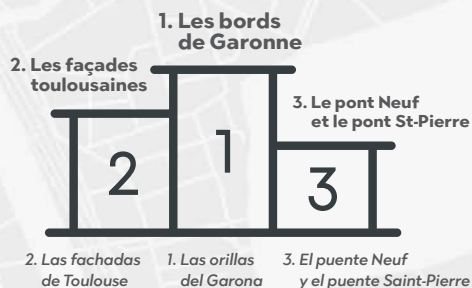 1. Les bords
de Garonne
2. Les façades
toulousaines
3. Le pont Neuf
et le pont St-Pierre
2
1
3
2. Las fachadas
de Toulouse
1. Las orillas
del Garona
3. El puente Neuf
y el puente Saint-Pierre